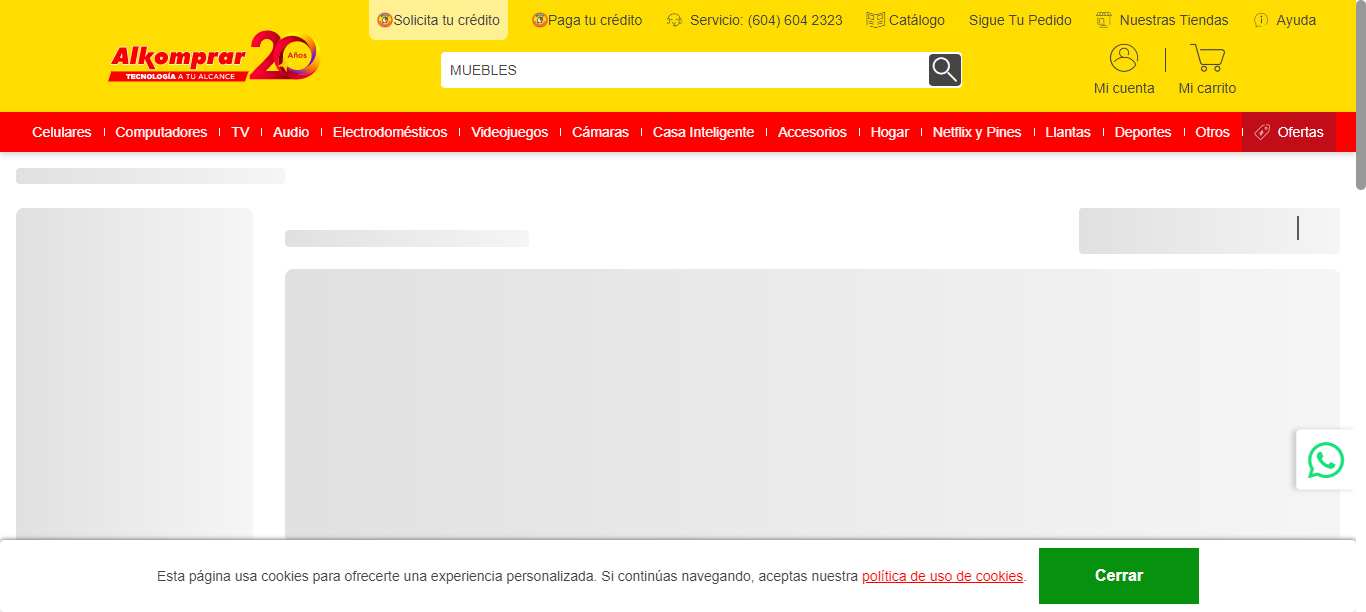 Solicita tu crédito Paga tu crédito Servicio: (604) 604 2323 Catálogo Sigue Tu Pedido Nuestras Tiendas Ayuda
Alkomprar 20 Años
TECNOLOGÍA A TU ALCANCE
MUEBLES
Mi cuenta Mi carrito
Celulares Computadores TV Audio Electrodomésticos Videojuegos Cámaras Casa Inteligente Accesorios Hogar Netflix y Pines Llantas Deportes Otros Ofertas
Esta página usa cookies para ofrecerte una experiencia personalizada. Si continúas navegando, aceptas nuestra política de uso de cookies.
Cerrar